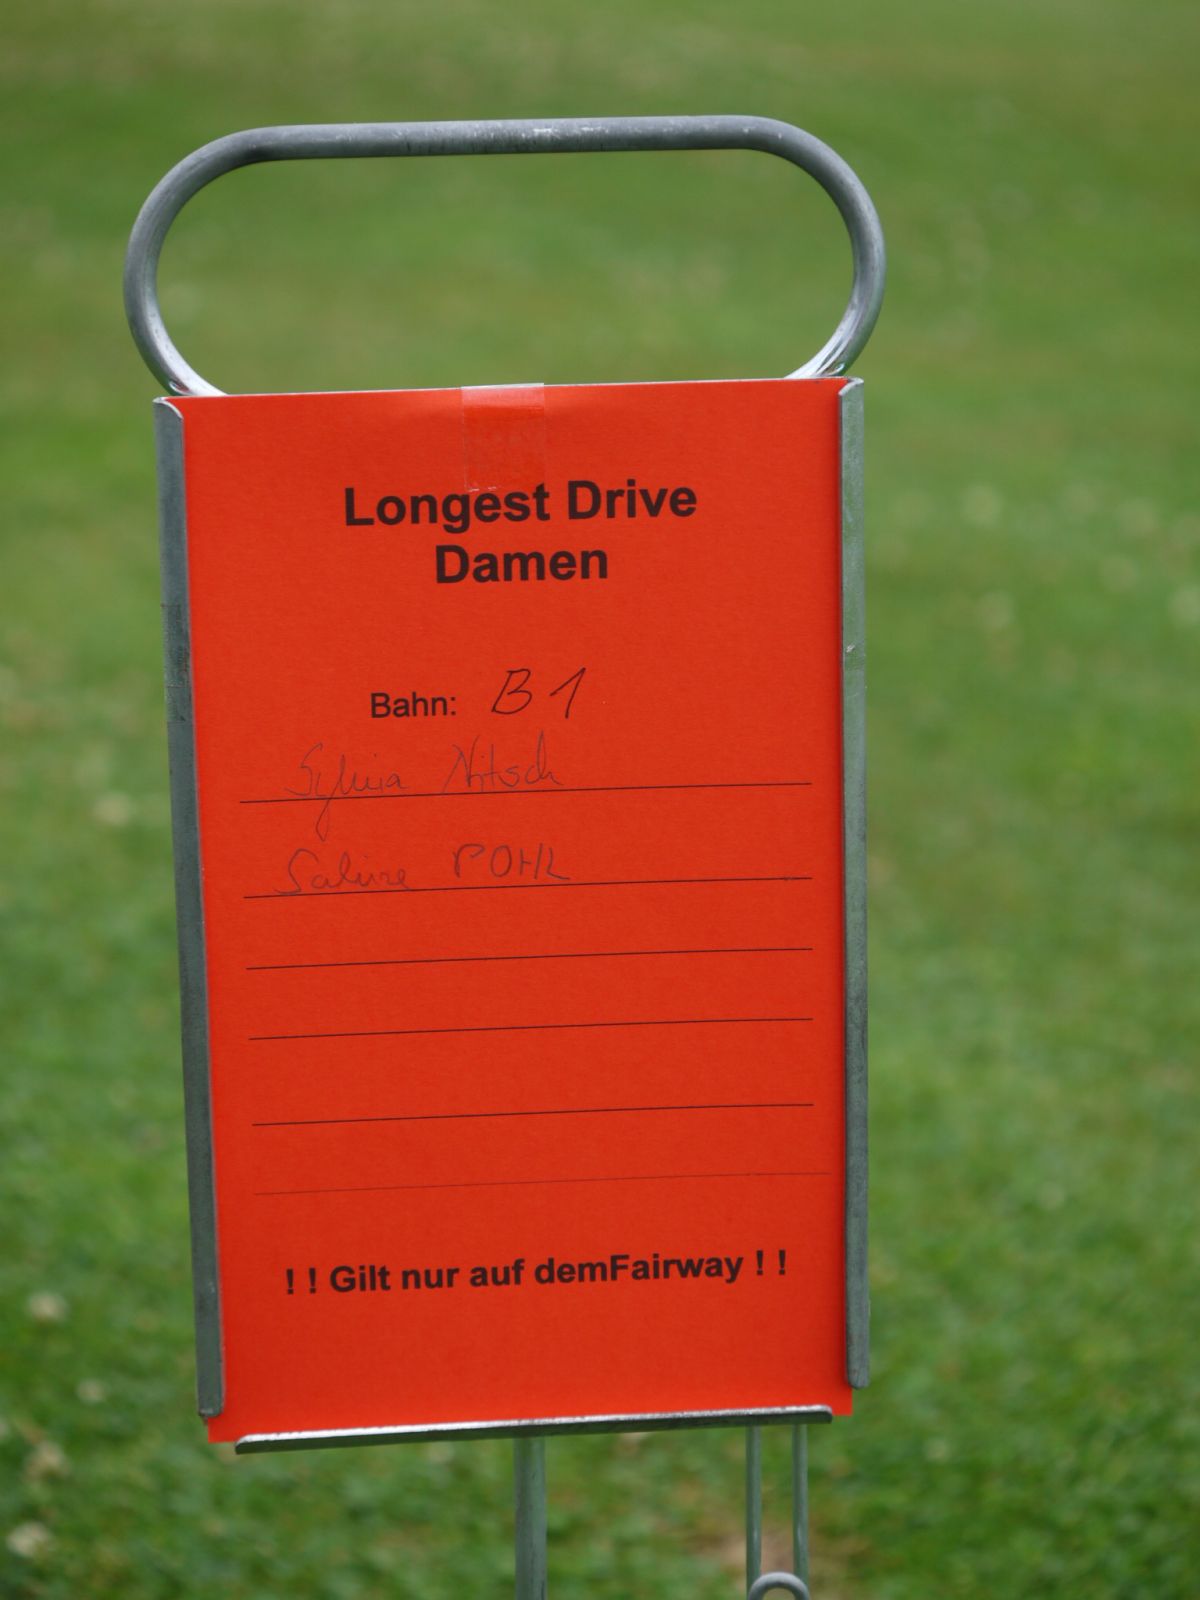 Longest Drive
Damen
Bahn: B1
Sylvia Nitsch
Sabine POHL
! ! Gilt nur auf demFairway ! !